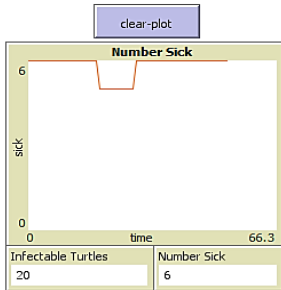 clear-plot
Number Sick
6
sick
0
0 time 66.3
Infectable Turtles Number Sick
20 6